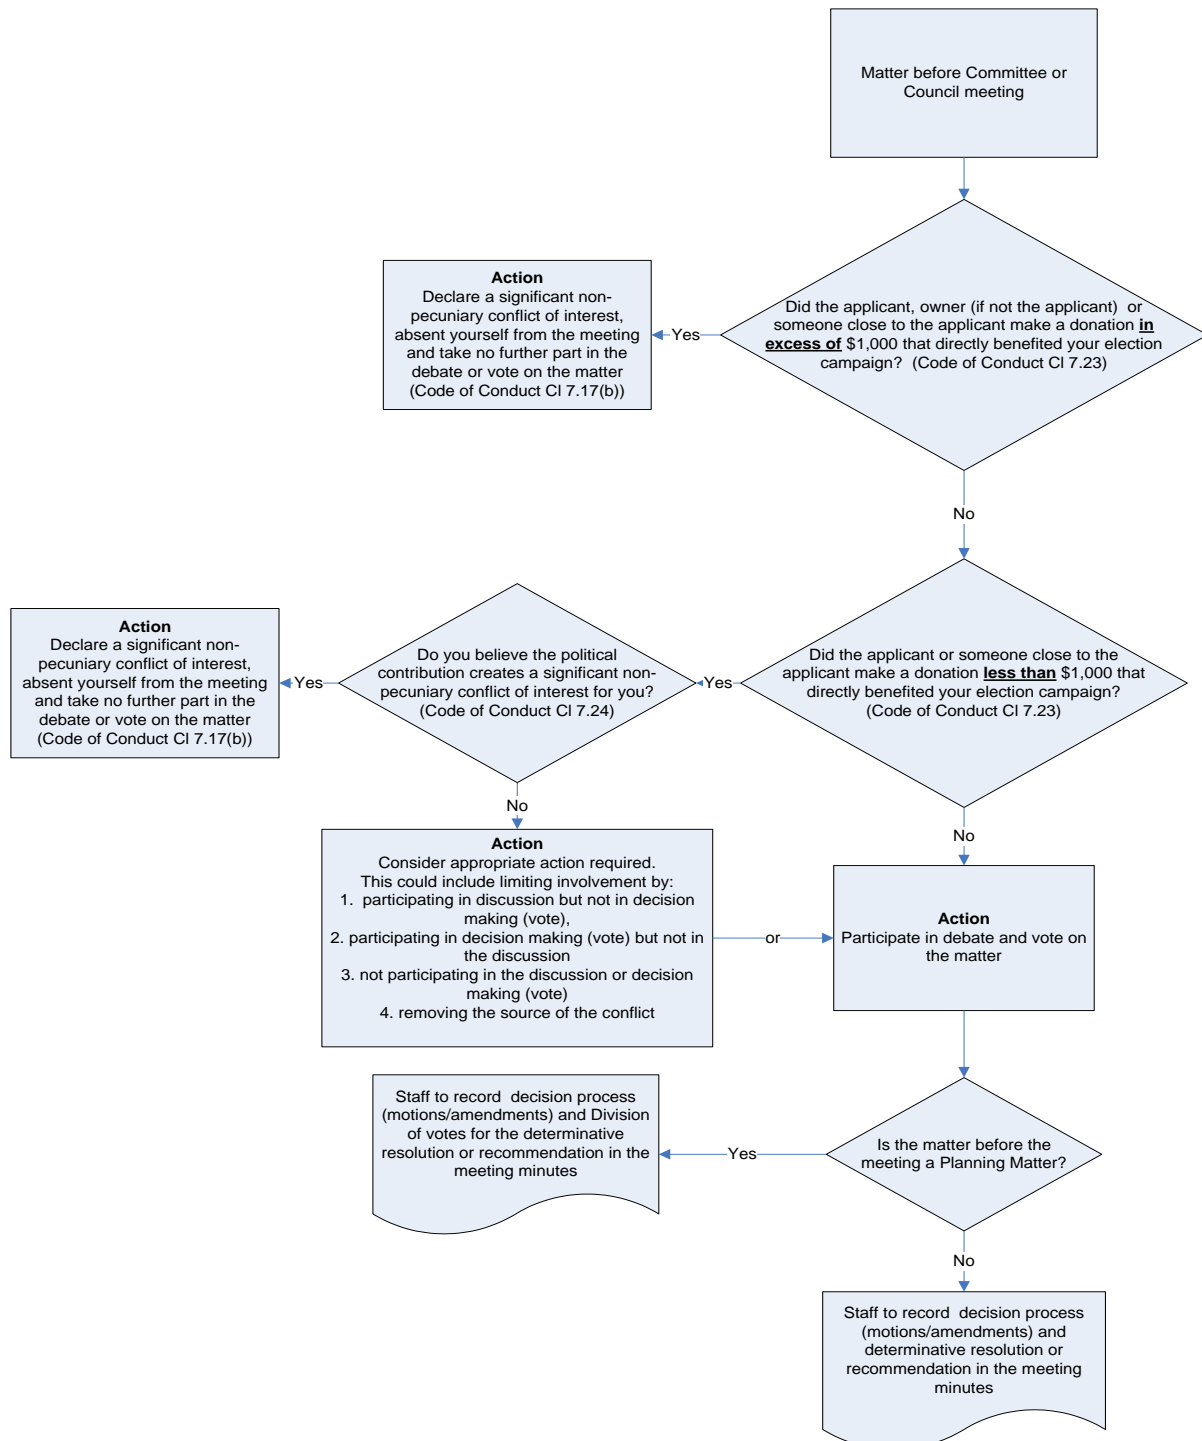 Matter before Committee or
Council meeting
Action
Declare a significant non-
pecuniary conflict of interest,
absent yourself from the meeting
and take no further part in the
debate or vote on the matter
(Code of Conduct Cl 7.17(b))
Yes
Did the applicant, owner (if not the applicant) or
someone close to the applicant make a donation in
excess of $1,000 that directly benefited your election
campaign? (Code of Conduct Cl 7.23)
No
Action
Declare a significant non-
pecuniary conflict of interest,
absent yourself from the meeting
and take no further part in the
debate or vote on the matter
(Code of Conduct Cl 7.17(b))
Yes
Do you believe the political
contribution creates a significant non-
pecuniary conflict of interest for you?
(Code of Conduct Cl 7.24)
Yes
Did the applicant or someone close to the
applicant make a donation less than $1,000 that
directly benefited your election campaign?
(Code of Conduct Cl 7.23)
No
No
Action
Consider appropriate action required.
This could include limiting involvement by:
1. participating in discussion but not in decision
making (vote),
2. participating in decision making (vote) but not in
the discussion
3. not participating in the discussion or decision
making (vote)
4. removing the source of the conflict
or
Action
Participate in debate and vote on
the matter
Staff to record decision process
(motions/amendments) and Division
of votes for the determinative
resolution or recommendation in the
meeting minutes
Yes
Is the matter before the
meeting a Planning Matter?
No
Staff to record decision process
(motions/amendments) and
determinative resolution or
recommendation in the meeting
minutes